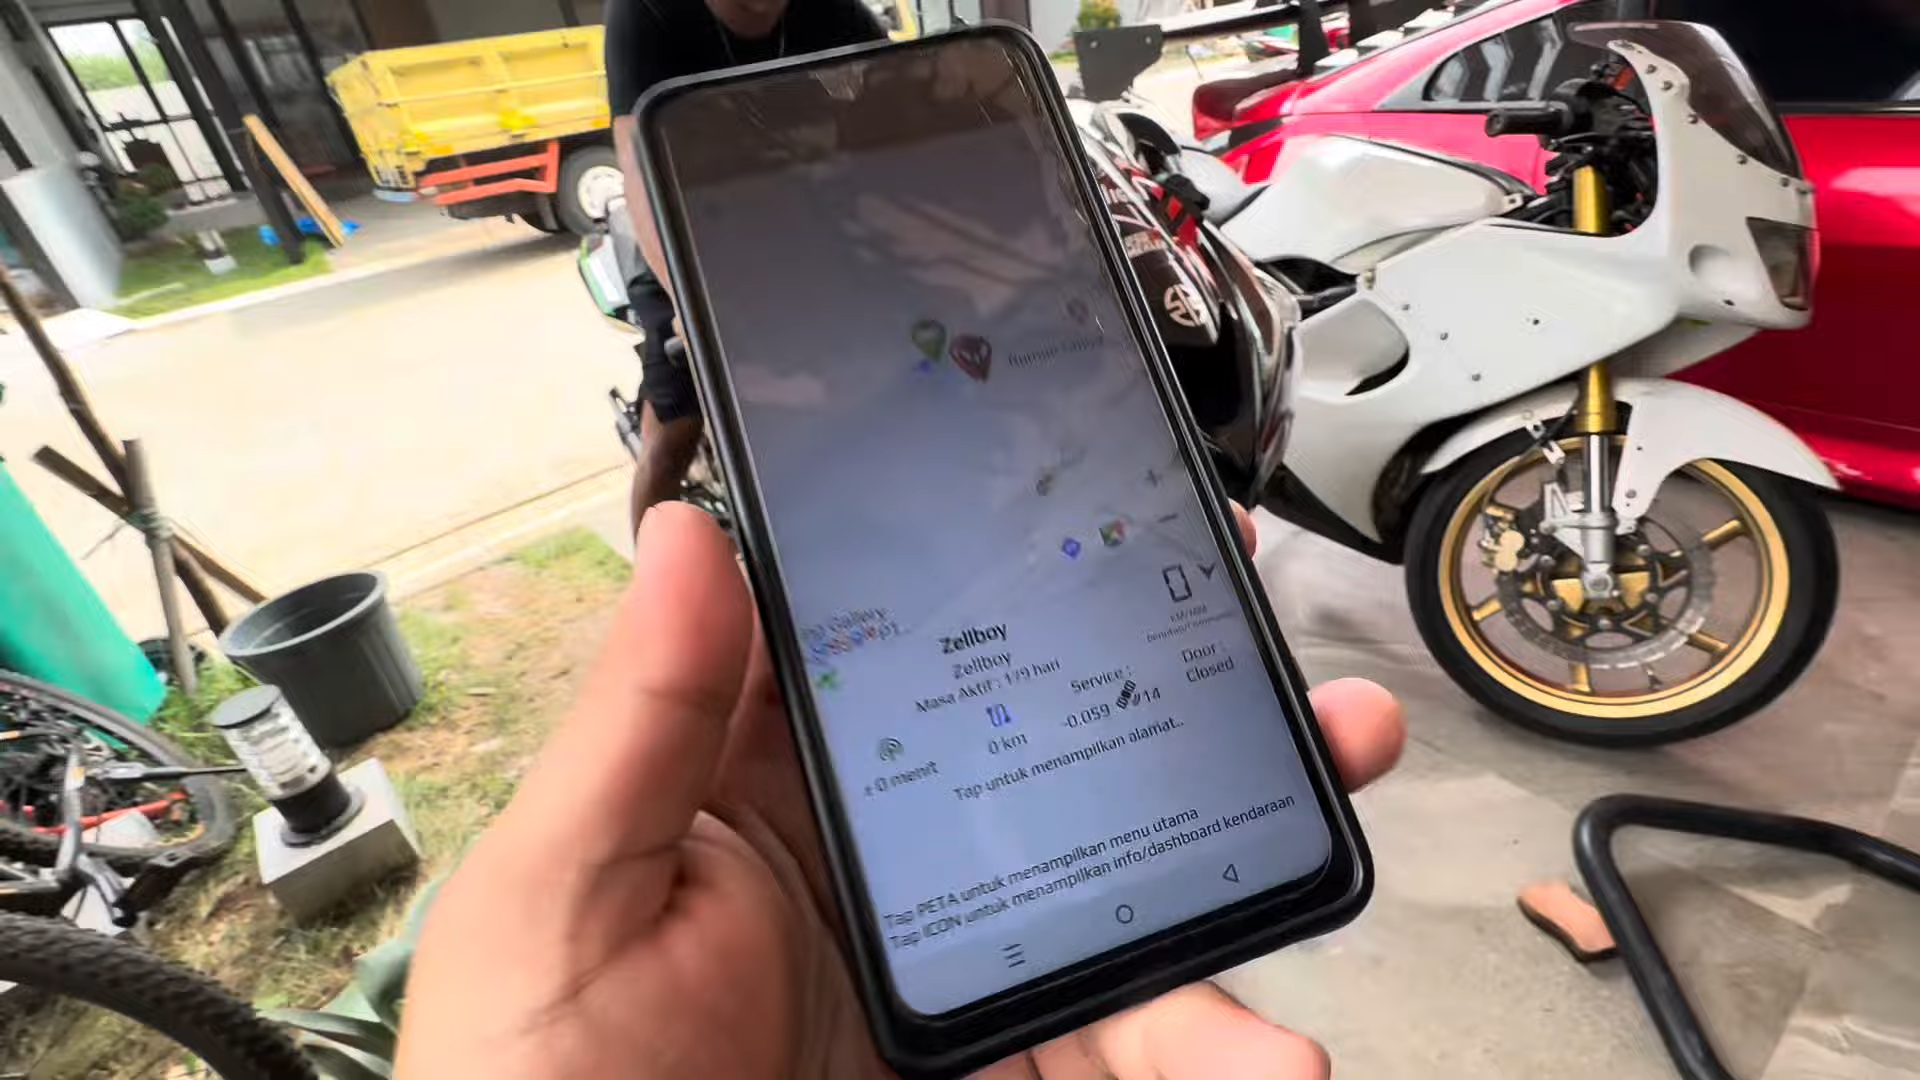 Zellboy
Zellboy
Masa Aktif : 179 hari
Service :
Door :
Closed
0 km
-0.059
14
± 0 menit
Tap untuk menampilkan alamat..
Tap PETA untuk menampilkan menu utama
Tap ICON untuk menampilkan info/dashboard kendaraan